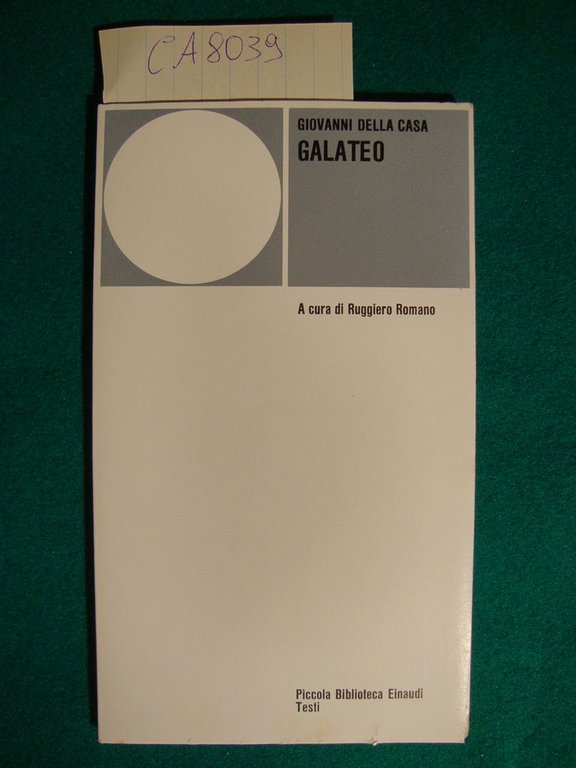 CA8039
GIOVANNI DELLA CASA
GALATEO
A cura di Ruggiero Romano
Piccola Biblioteca Einaudi
Testi